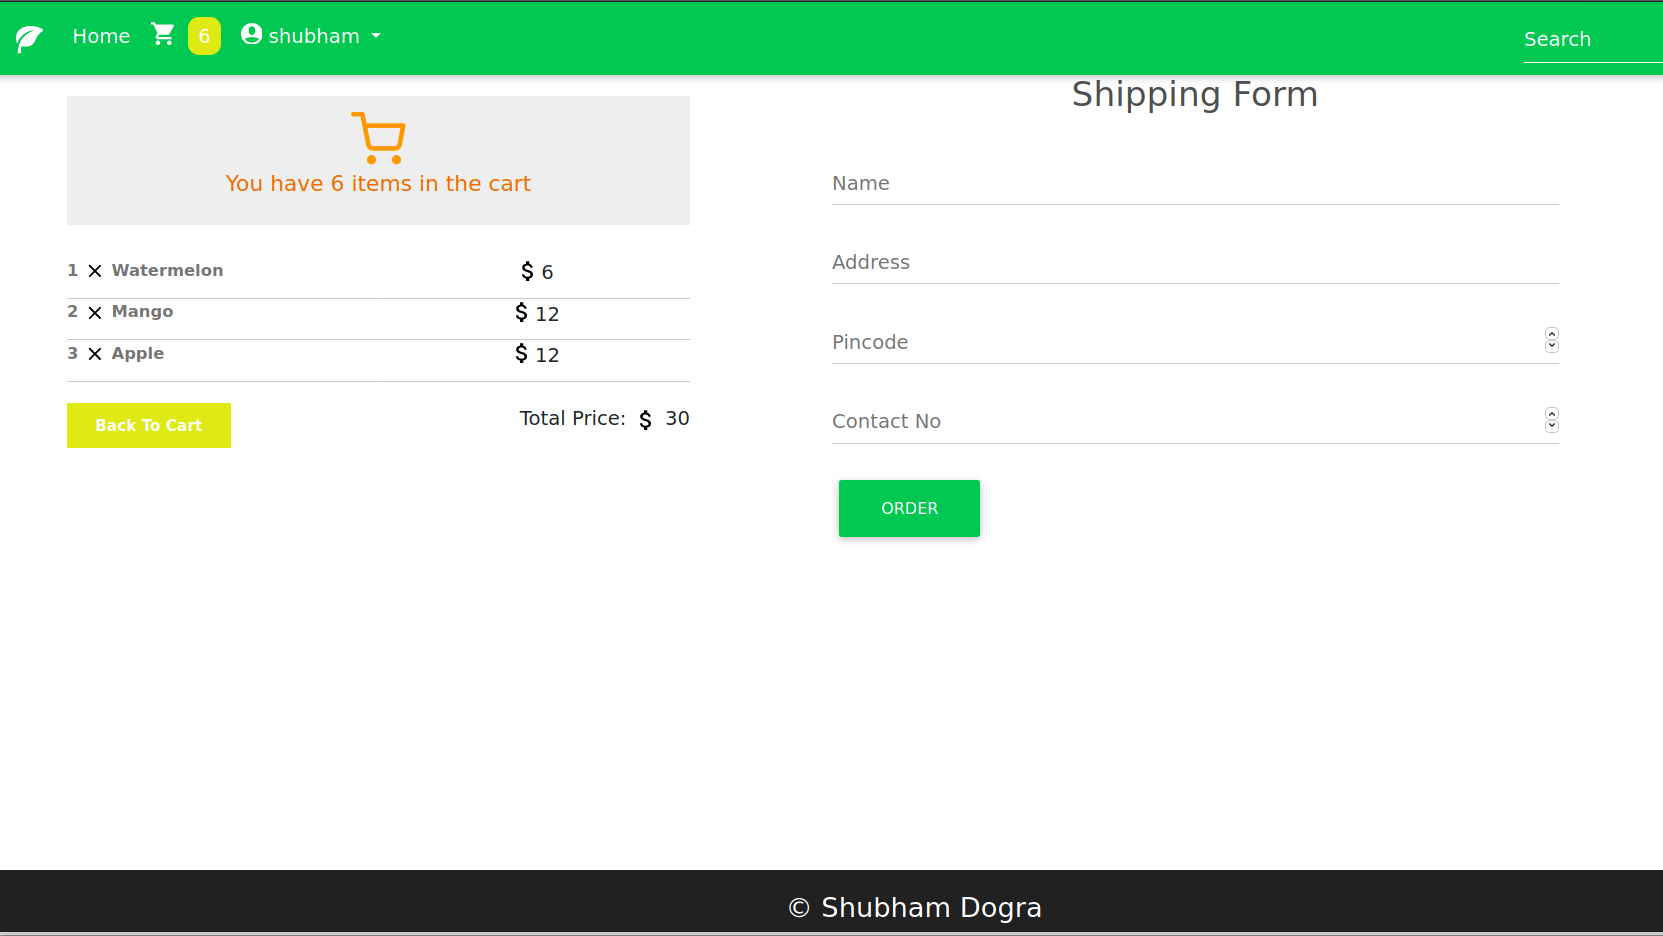 Home 6 shubham Search
You have 6 items in the cart
1 × Watermelon $ 6
2 × Mango $ 12
3 × Apple $ 12
Back To Cart Total Price: $ 30
Shipping Form
Name
Address
Pincode
Contact No
ORDER
© Shubham Dogra